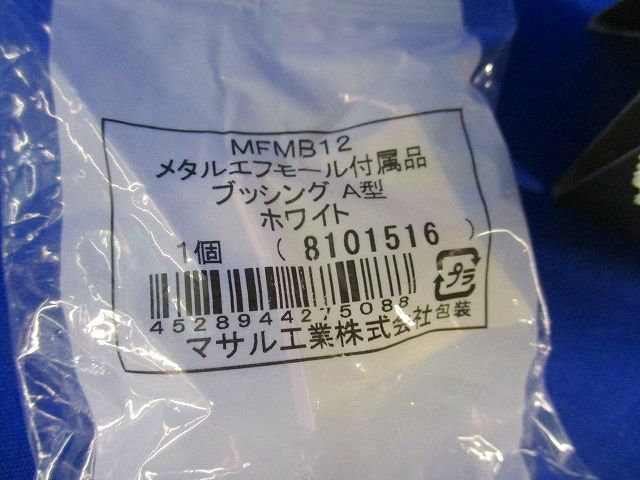 MFMB12
メタルエフモール付属品
ブッシング A型
ホワイト
1個 ( 8101516 )
プラ
4528944275088
包装
マサル工業株式会社